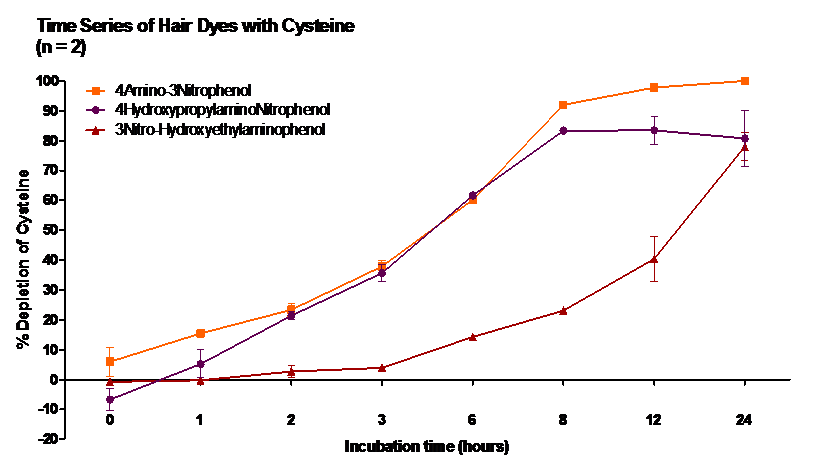 Time Series of Hair Dyes with Cysteine
(n = 2)
100
90
80
70
60
50
40
30
20
10
0
-10
-20
% Depletion of Cysteine
4Amino-3Nitrophenol
4HydroxypropylaminoNitrophenol
3Nitro-Hydroxyethylaminophenol
0 1 2 3 6 8 12 24
Incubation time (hours)